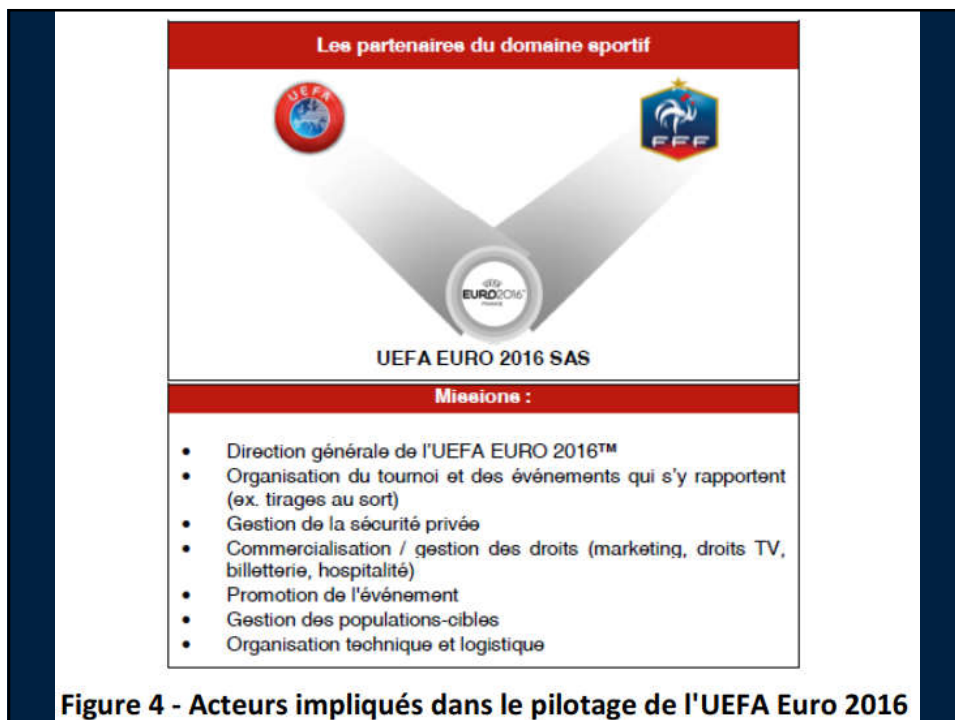 Les partenaires du domaine sportif
UEFA
FFF
UEFA
EURO2016™
FRANCE
UEFA EURO 2016 SAS
Missions :
• Direction générale de l'UEFA EURO 2016™
• Organisation du tournoi et des événements qui s'y rapportent
(ex. tirages au sort)
• Gestion de la sécurité privée
• Commercialisation / gestion des droits (marketing, droits TV,
billetterie, hospitalité)
• Promotion de l'événement
• Gestion des populations-cibles
• Organisation technique et logistique
Figure 4 - Acteurs impliqués dans le pilotage de l'UEFA Euro 2016